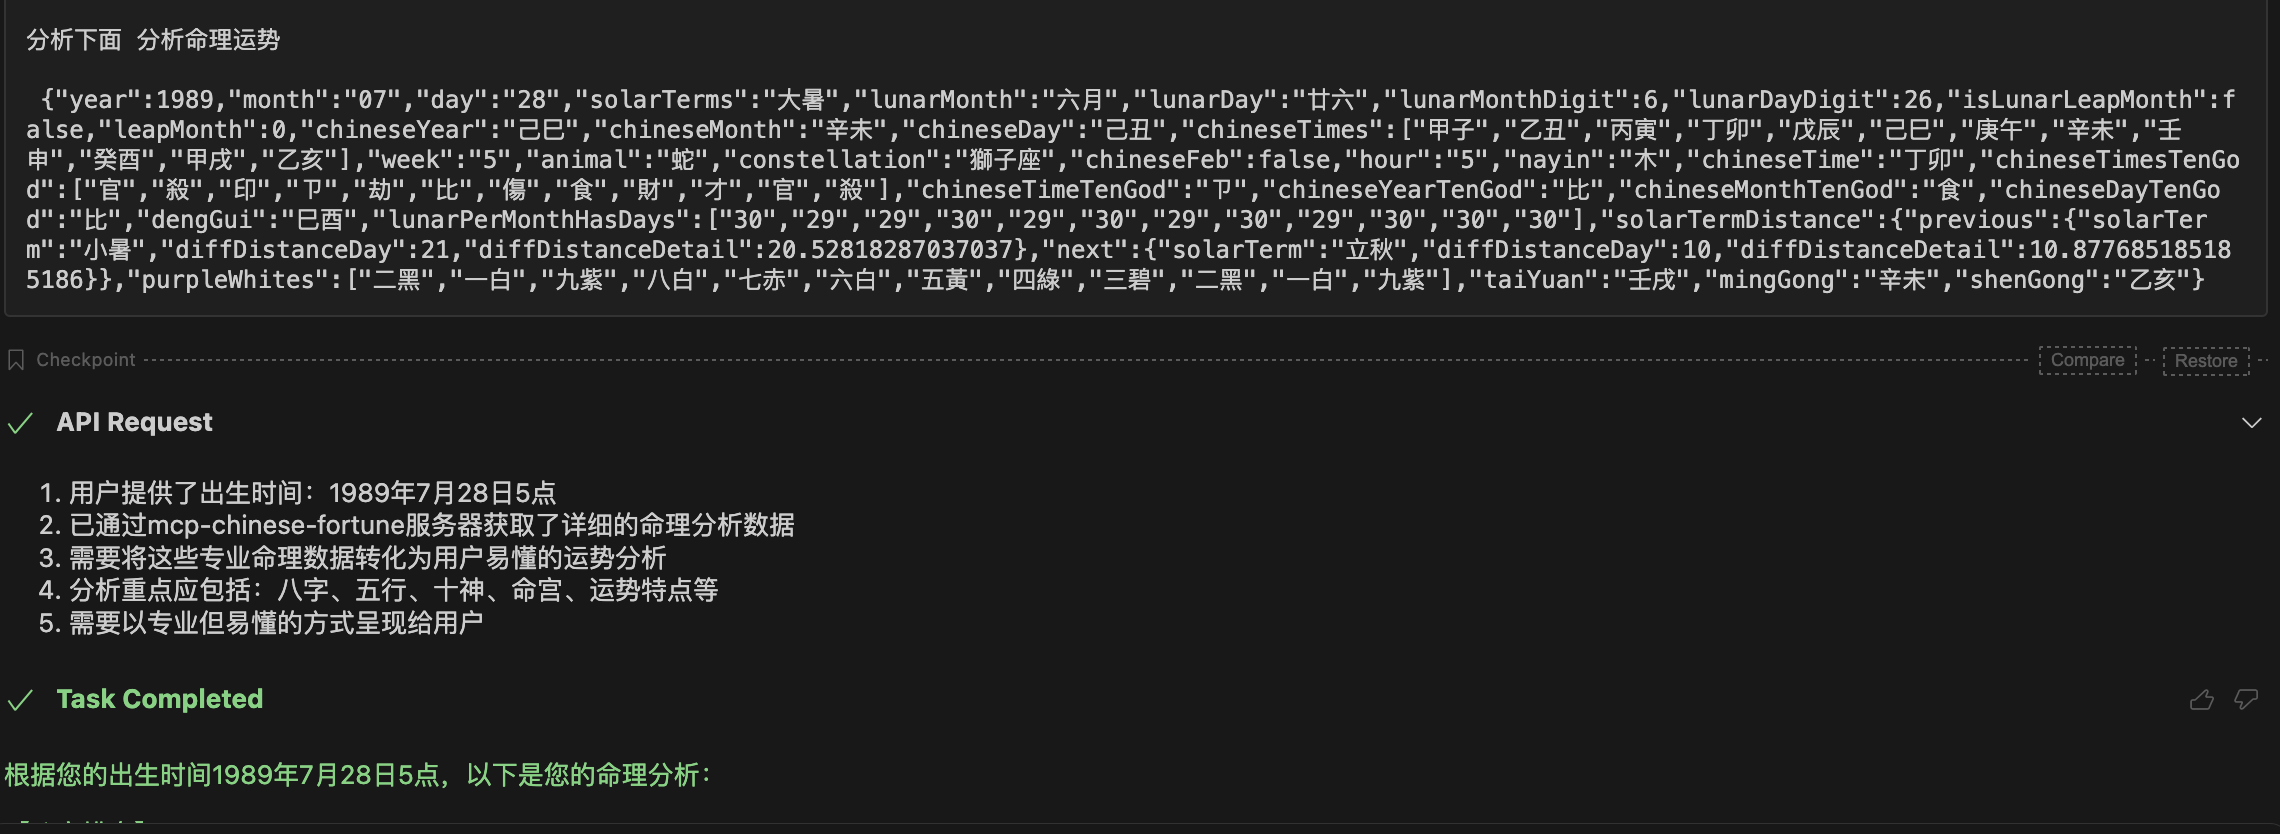 分析下面 分析命理运势
{"year":1989,"month":"07","day":"28","solarTerms":"大暑","lunarMonth":"六月","lunarDay":"廿六","lunarMonthDigit":6,"lunarDayDigit":26,"isLunarLeapMonth":f
alse,"leapMonth":0,"chineseYear":"己巳","chineseMonth":"辛未","chineseDay":"己丑","chineseTimes":["甲子","乙丑","丙寅","丁卯","戊辰","己巳","庚午","辛未","壬
申","癸酉","甲戌","乙亥"],"week":"5","animal":"蛇","constellation":"獅子座","chineseFeb":false,"hour":"5","nayin":"木","chineseTime":"丁卯","chineseTimesTenGo
d":["官","殺","印","卩","劫","比","傷","食","財","才","官","殺"],"chineseTimeTenGod":"卩","chineseYearTenGod":"比","chineseMonthTenGod":"食","chineseDayTenGo
d":"比","dengGui":"巳酉","lunarPerMonthHasDays":["30","29","29","30","29","30","29","30","29","30","30","30"],"solarTermDistance":{"previous":{"solarTer
m":"小暑","diffDistanceDay":21,"diffDistanceDetail":20.52818287037037},"next":{"solarTerm":"立秋","diffDistanceDay":10,"diffDistanceDetail":10.87768518518
5186}},"purpleWhites":["二黑","一白","九紫","八白","七赤","六白","五黃","四綠","三碧","二黑","一白","九紫"],"taiYuan":"壬戌","mingGong":"辛未","shenGong":"乙亥"}
Checkpoint
Compare
Restore
API Request
1. 用户提供了出生时间：1989年7月28日5点
2. 已通过mcp-chinese-fortune服务器获取了详细的命理分析数据
3. 需要将这些专业命理数据转化为用户易懂的运势分析
4. 分析重点应包括：八字、五行、十神、命宫、运势特点等
5. 需要以专业但易懂的方式呈现给用户
Task Completed
根据您的出生时间1989年7月28日5点，以下是您的命理分析：